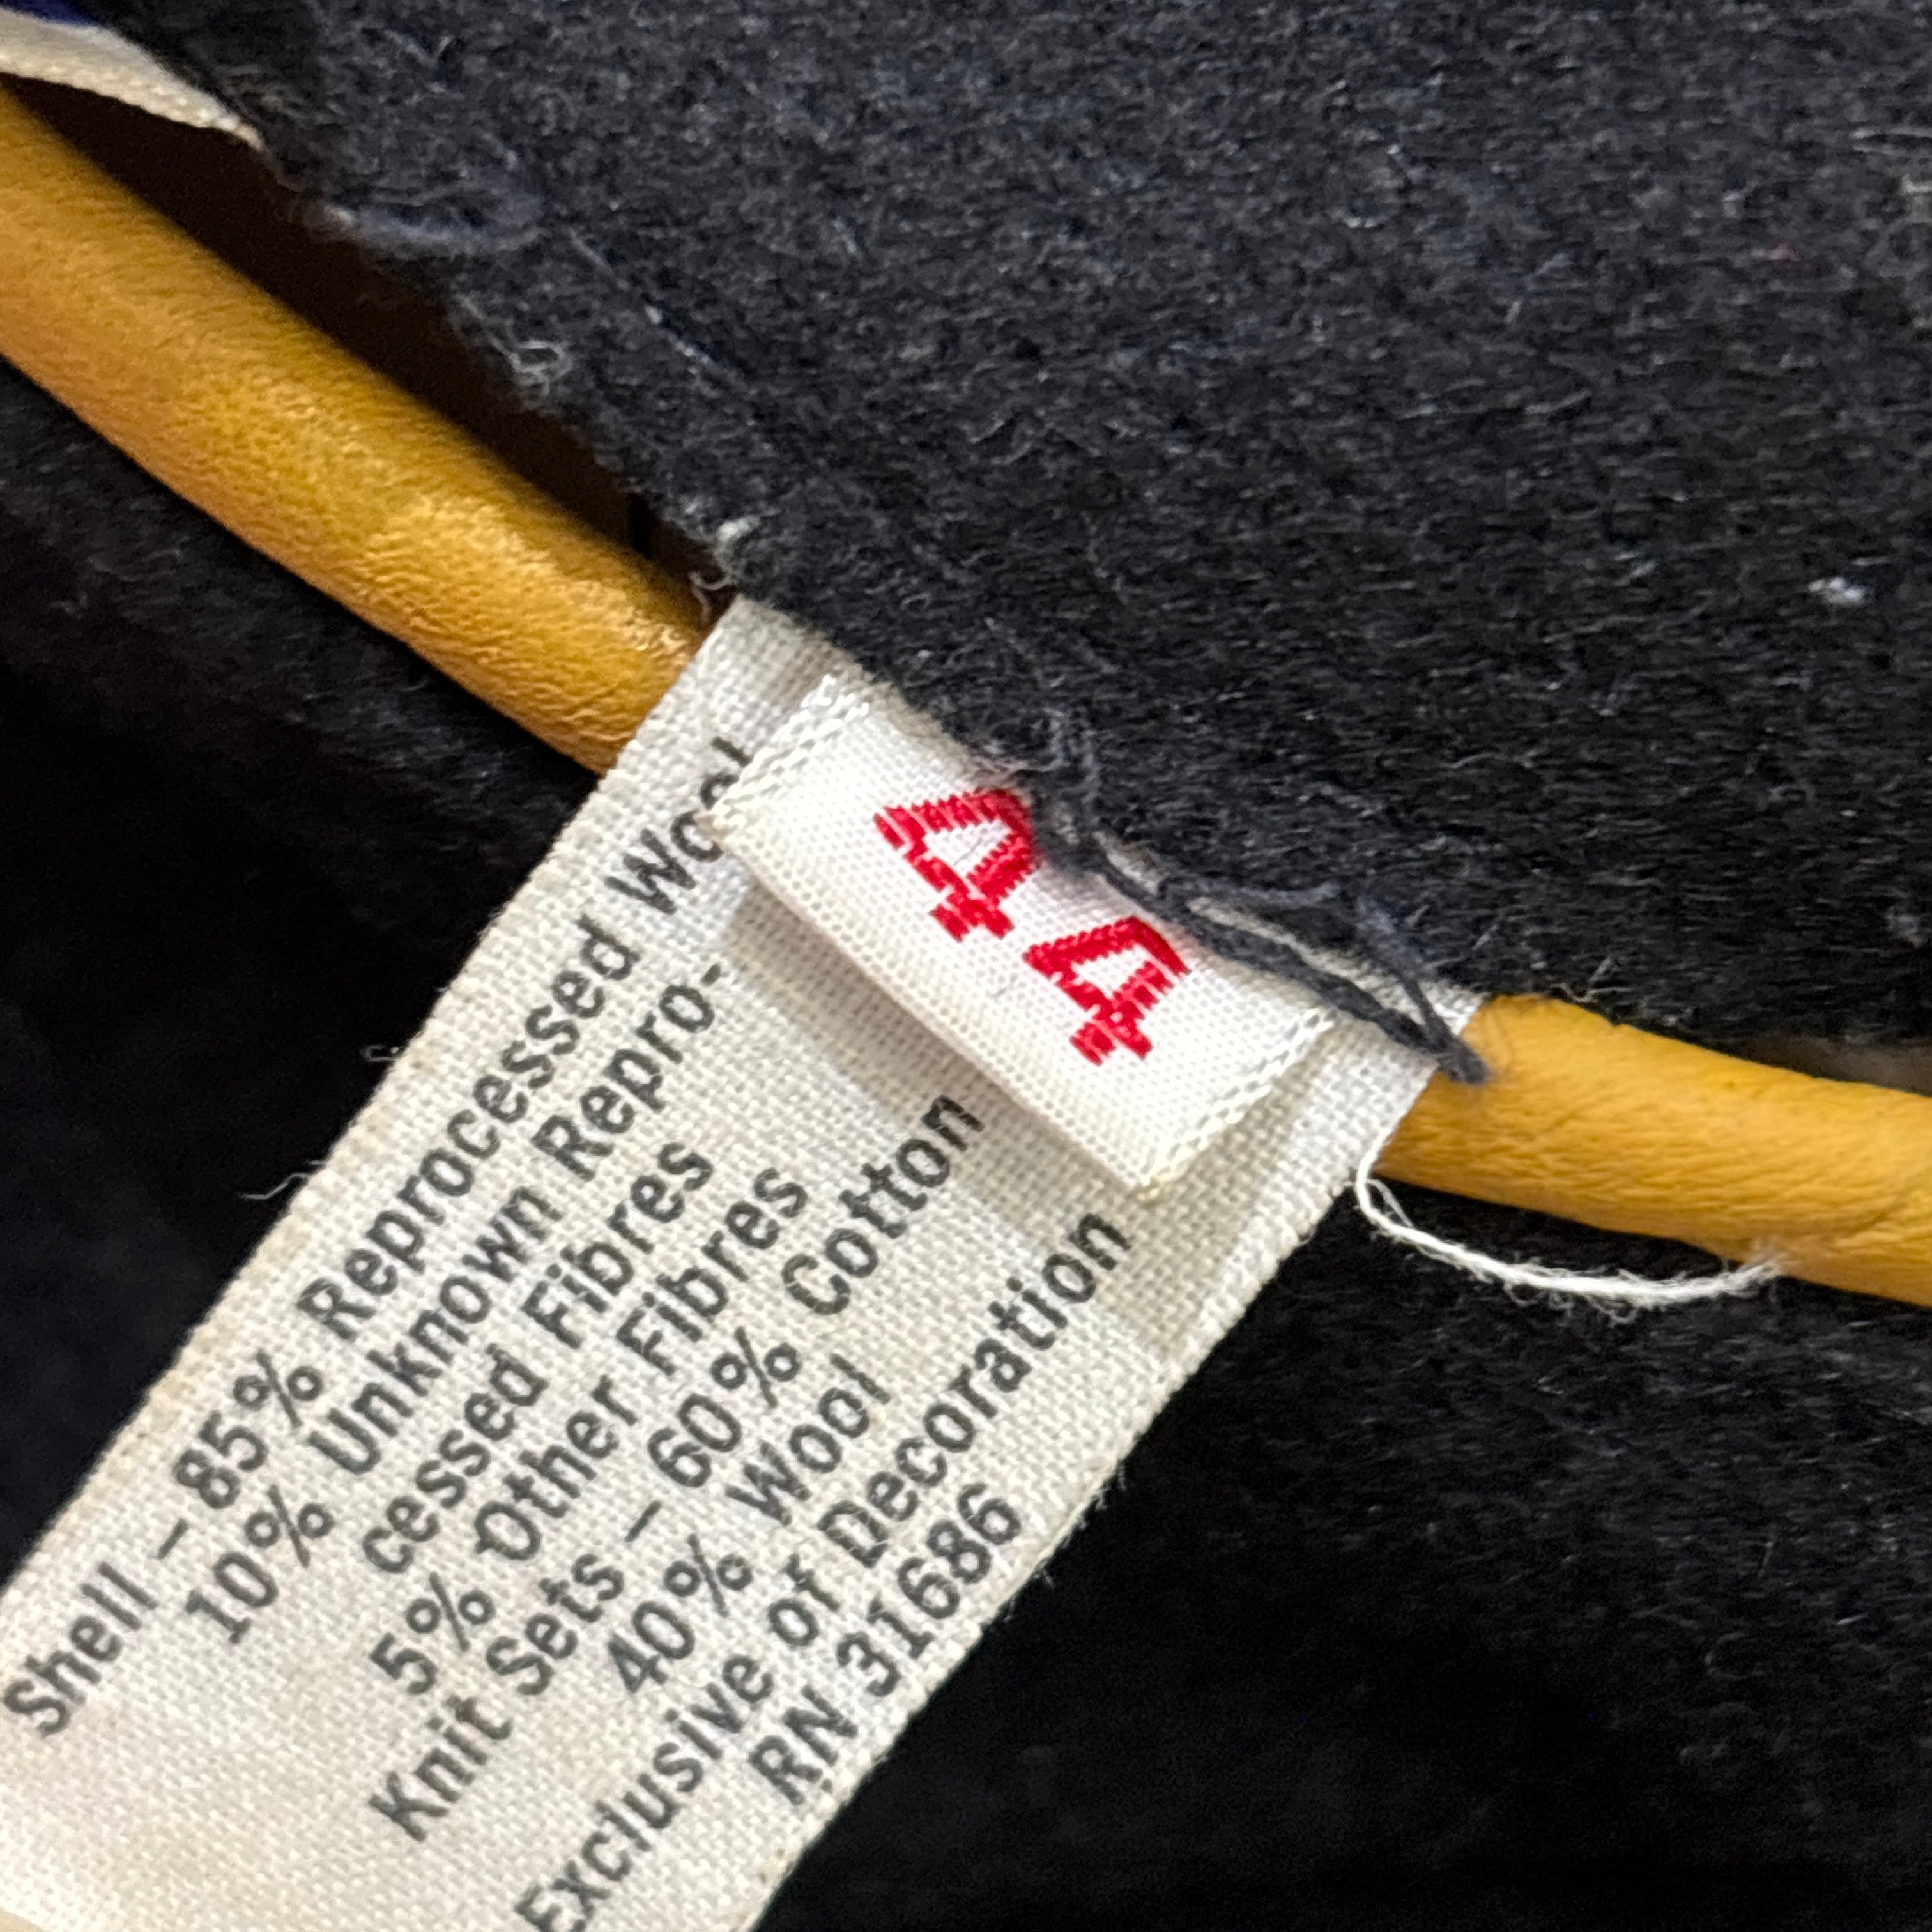 44
Shell – 85% Reprocessed Wool
10% Unknown Repro-
cessed Fibres
5% Other Fibres
Knit Sets – 60% Cotton
40% Wool
Exclusive of Decoration
RN 31686